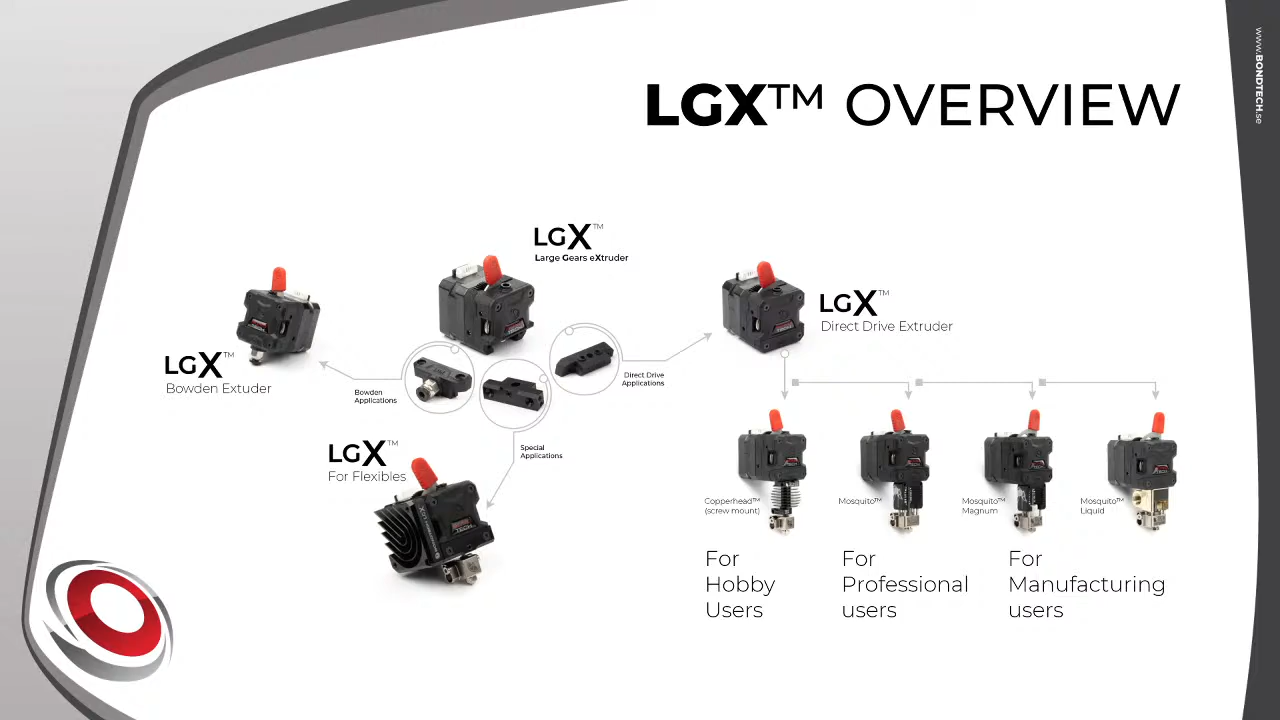 www.BONDTECH.se
LGX™ OVERVIEW
LGX™
Large Gears eXtruder
LGX™
Direct Drive Extruder
LGX™
Bowden Extuder
Bowden
Applications
Direct Drive
Applications
LGX™
For Flexibles
Special
Applications
Copperhead™
(screw mount)
Mosquito™
Mosquito™
Magnum
Mosquito™
Liquid
For
Hobby
Users
For
Professional
users
For
Manufacturing
users